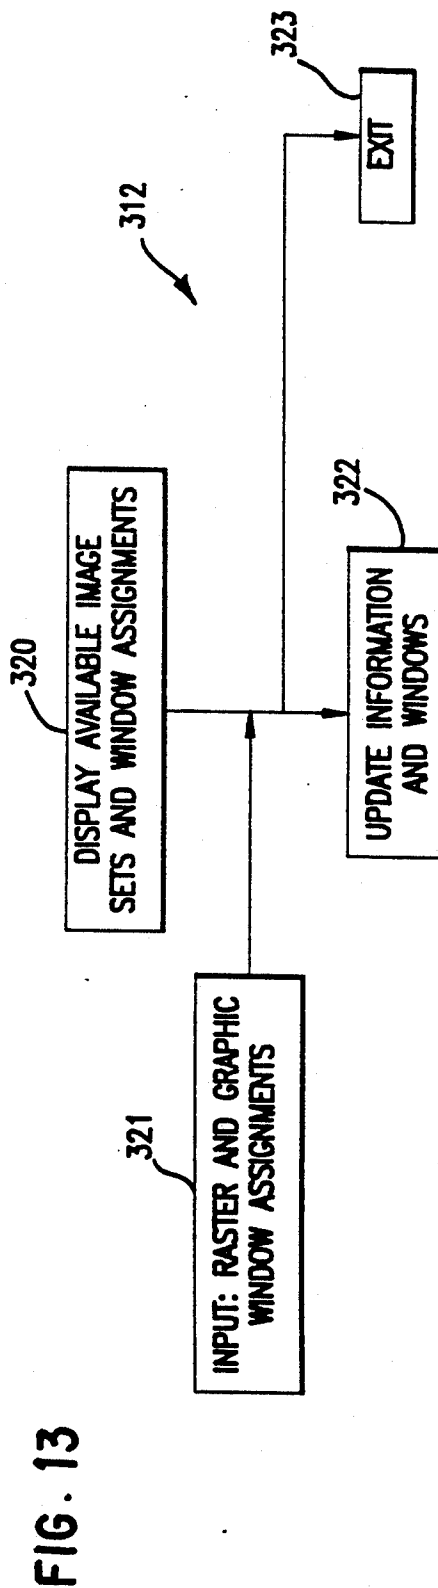 FIG. 13
312
320
DISPLAY AVAILABLE IMAGE
SETS AND WINDOW ASSIGNMENTS
321
INPUT: RASTER AND GRAPHIC
WINDOW ASSIGNMENTS
322
UPDATE INFORMATION
AND WINDOWS
323
EXIT